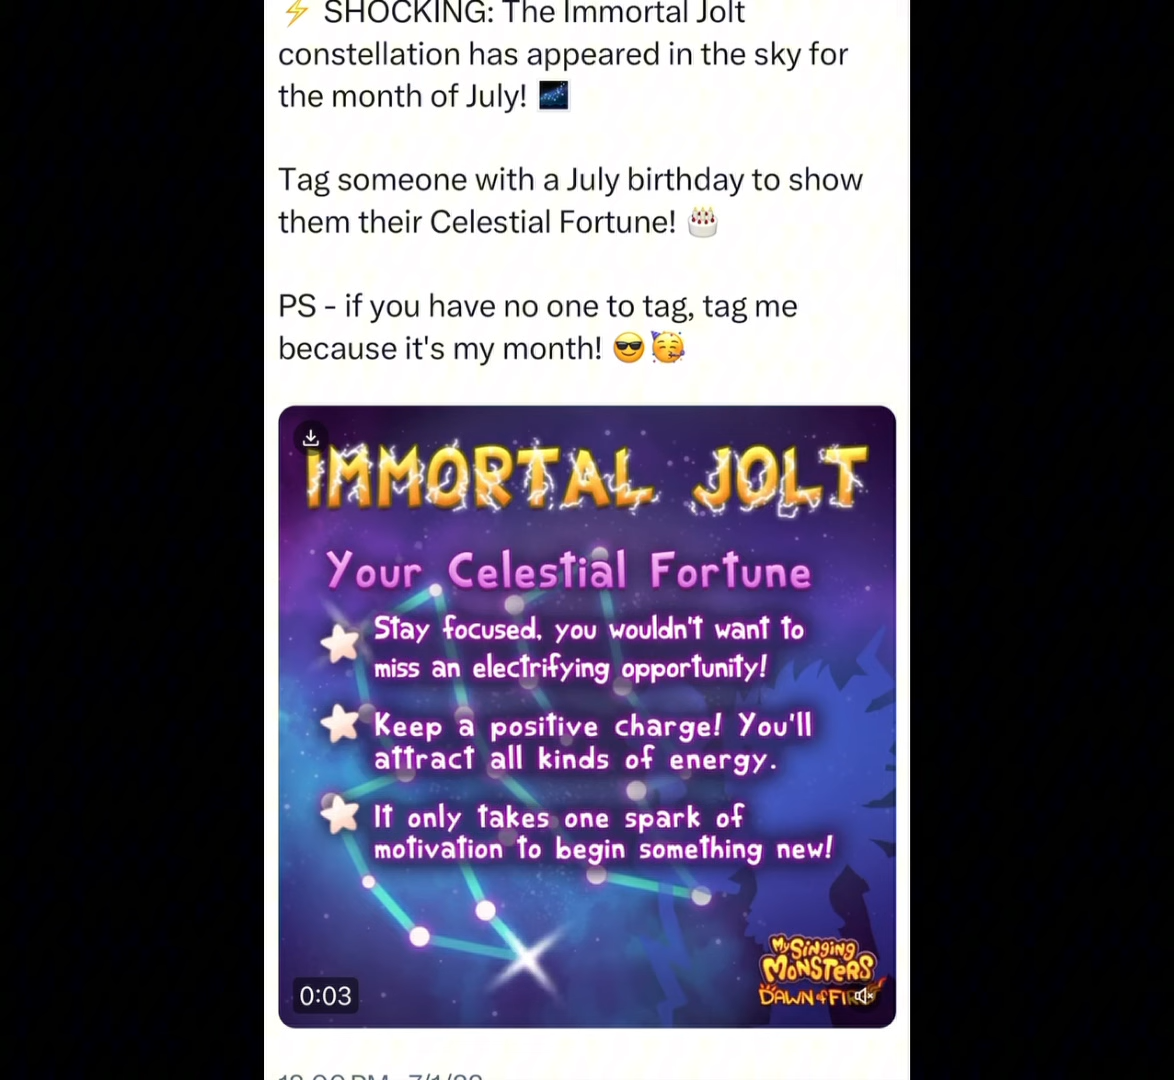 ⚡ SHOCKING: The Immortal Jolt
constellation has appeared in the sky for
the month of July! 🌌
Tag someone with a July birthday to show
them their Celestial Fortune! 🎂
PS - if you have no one to tag, tag me
because it's my month! 😎🥳
IMMORTAL JOLT
Your Celestial Fortune
Stay focused, you wouldn't want to
miss an electrifying opportunity!
Keep a positive charge! You'll
attract all kinds of energy.
It only takes one spark of
motivation to begin something new!
My Singing
Monsters
DAWN of
0:03